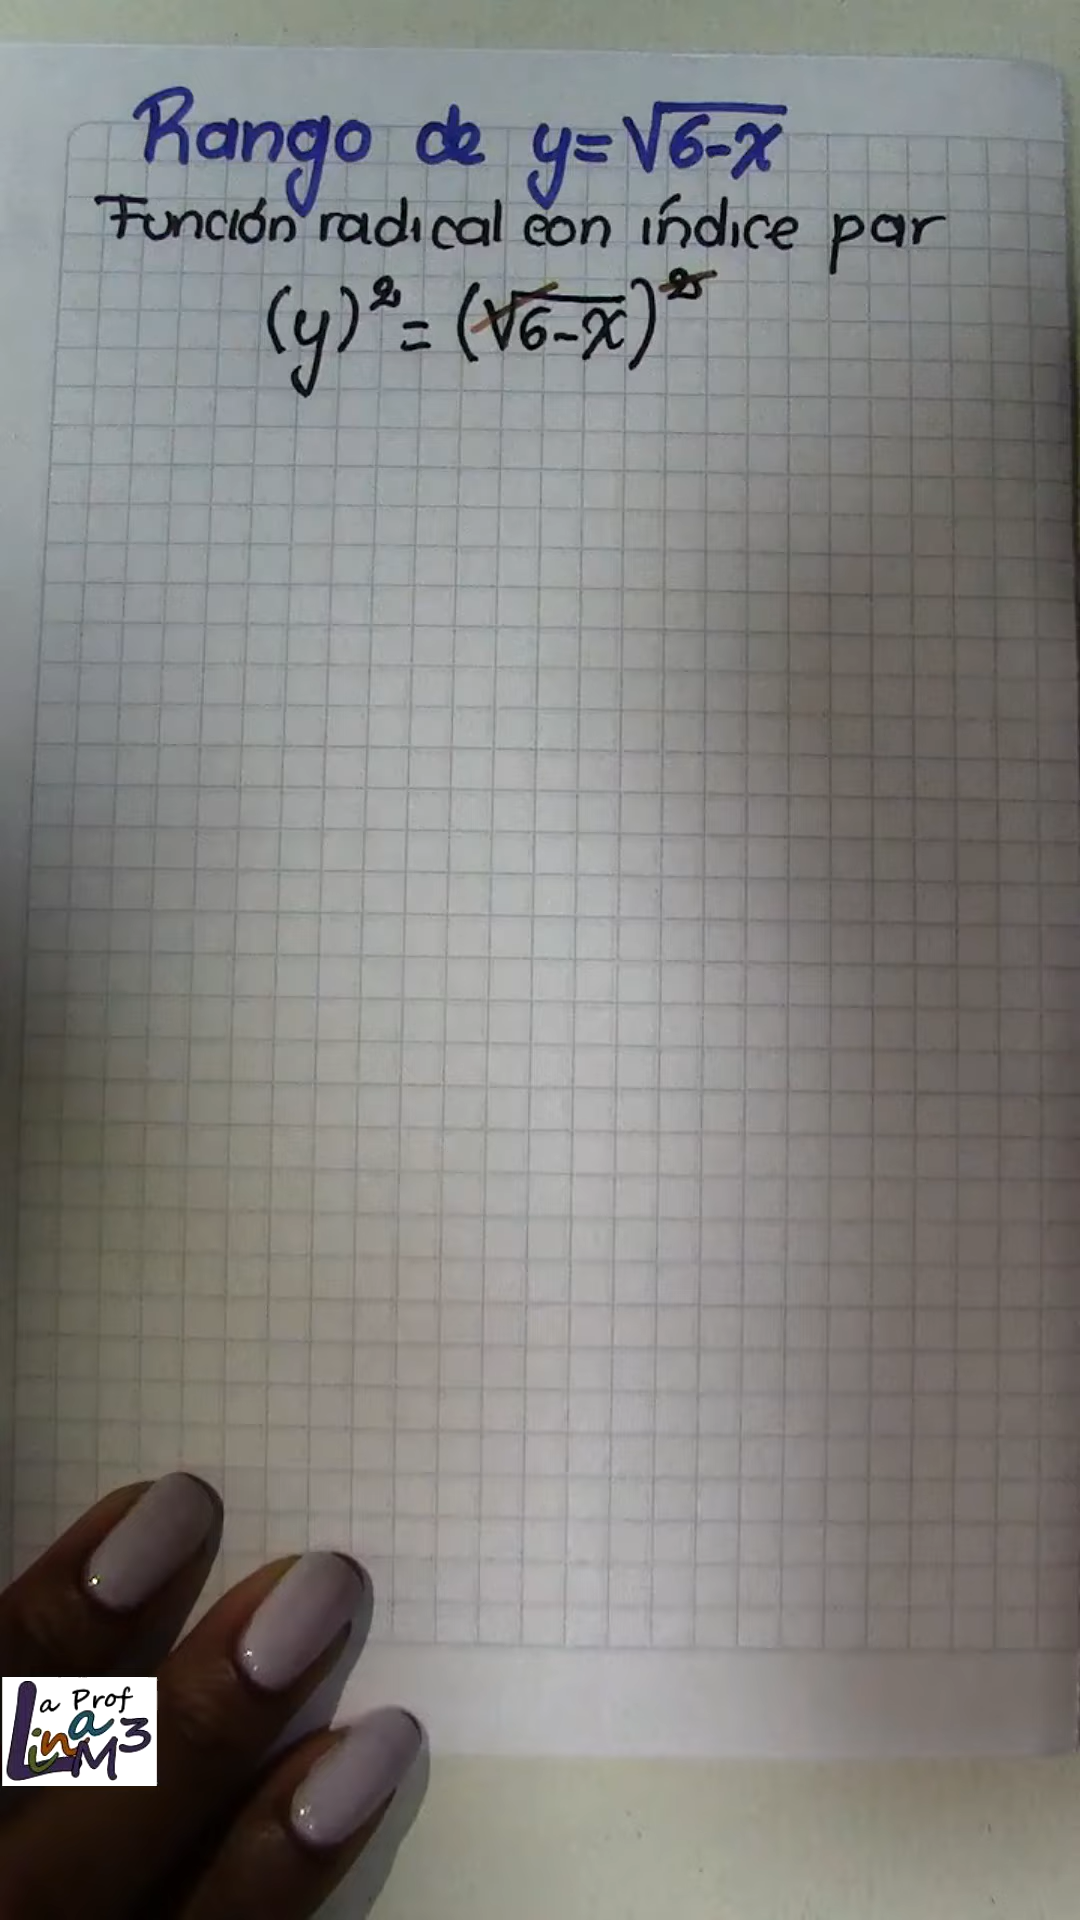 Rango de y=√6-x
Función radical con índice par
(y)²=(√6-x)²
La Prof
Lina M3